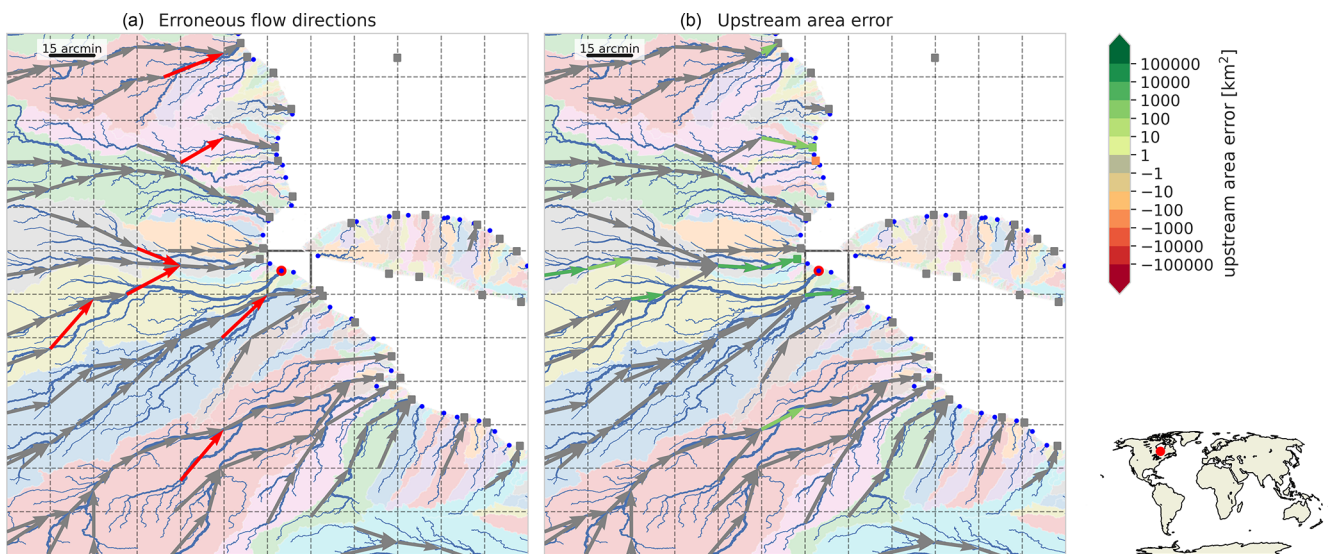 (a) Erroneous flow directions
(b) Upstream area error
15 arcmin
15 arcmin
100000
10000
1000
100
10
1
−1
−10
−100
−1000
−10000
−100000
upstream area error [km²]